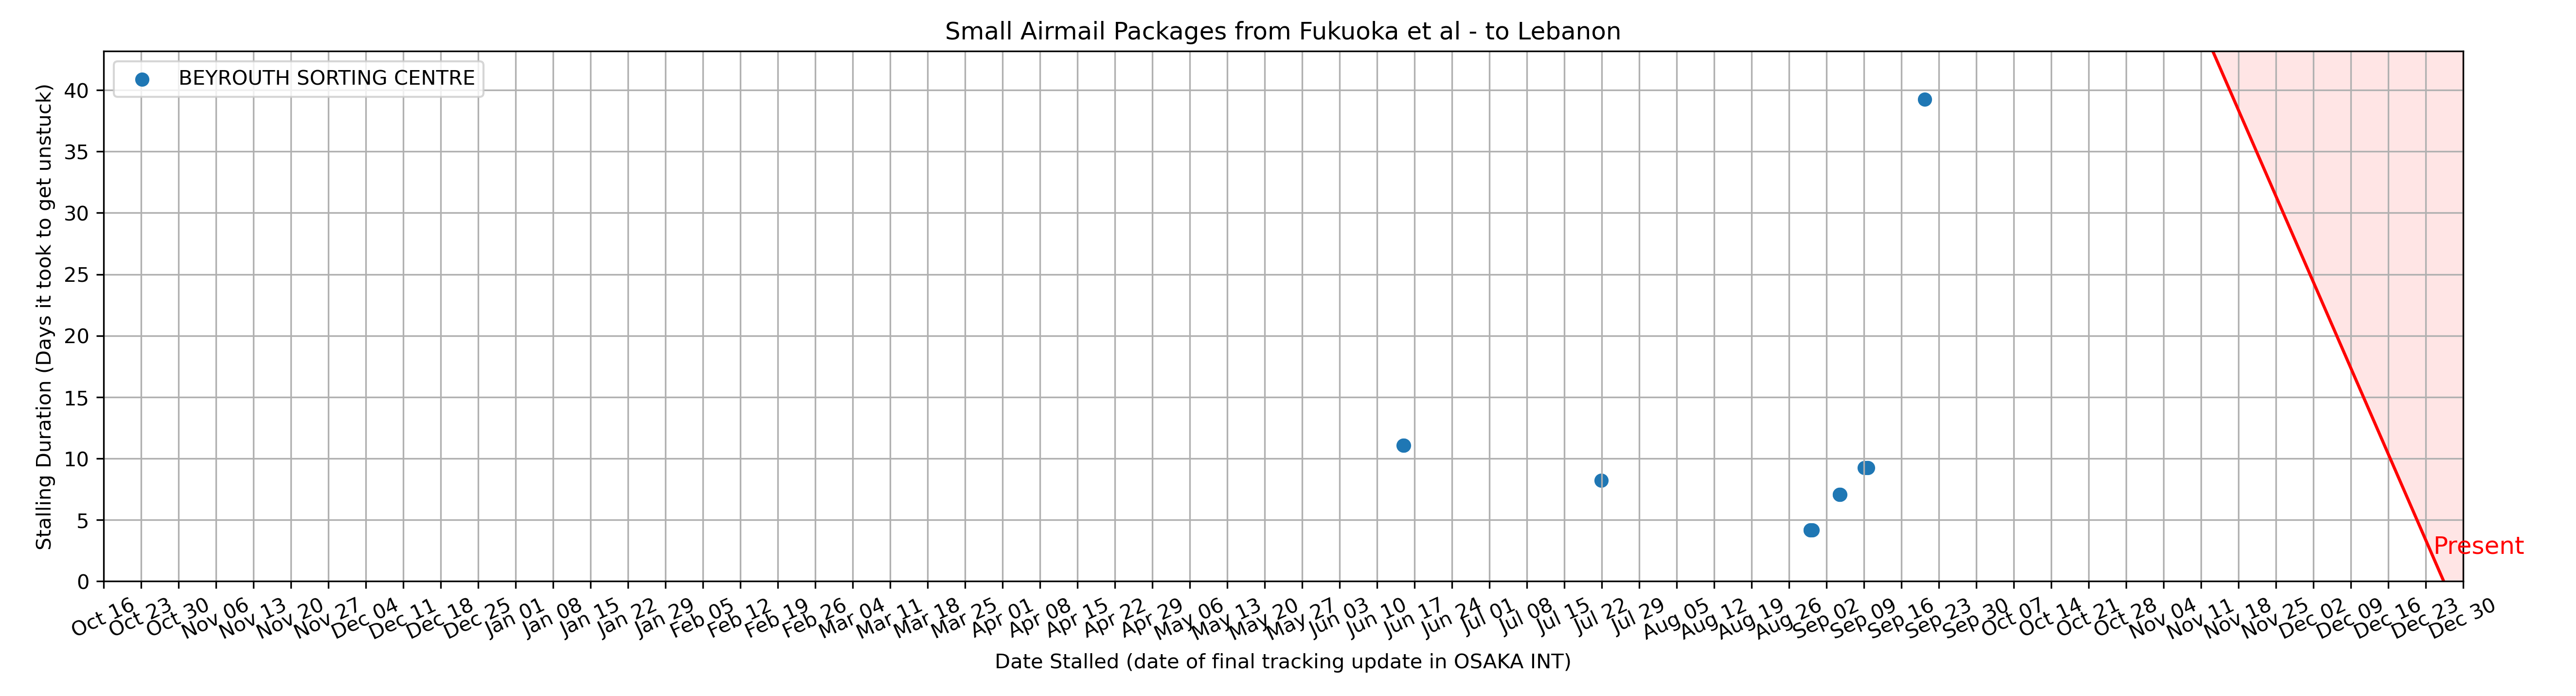 Small Airmail Packages from Fukuoka et al - to Lebanon
BEYROUTH SORTING CENTRE
Stalling Duration (Days it took to get unstuck)
40
35
30
25
20
15
10
5
0
Present
Oct 16
Oct 23
Oct 30
Nov 06
Nov 13
Nov 20
Nov 27
Dec 04
Dec 11
Dec 18
Dec 25
Jan 01
Jan 08
Jan 15
Jan 22
Jan 29
Feb 05
Feb 12
Feb 19
Feb 26
Mar 04
Mar 11
Mar 18
Mar 25
Apr 01
Apr 08
Apr 15
Apr 22
Apr 29
May 06
May 13
May 20
May 27
Jun 03
Jun 10
Jun 17
Jun 24
Jul 01
Jul 08
Jul 15
Jul 22
Jul 29
Aug 05
Aug 12
Aug 19
Aug 26
Sep 02
Sep 09
Sep 16
Sep 23
Sep 30
Oct 07
Oct 14
Oct 21
Oct 28
Nov 04
Nov 11
Nov 18
Nov 25
Dec 02
Dec 09
Dec 16
Dec 23
Dec 30
Date Stalled (date of final tracking update in OSAKA INT)